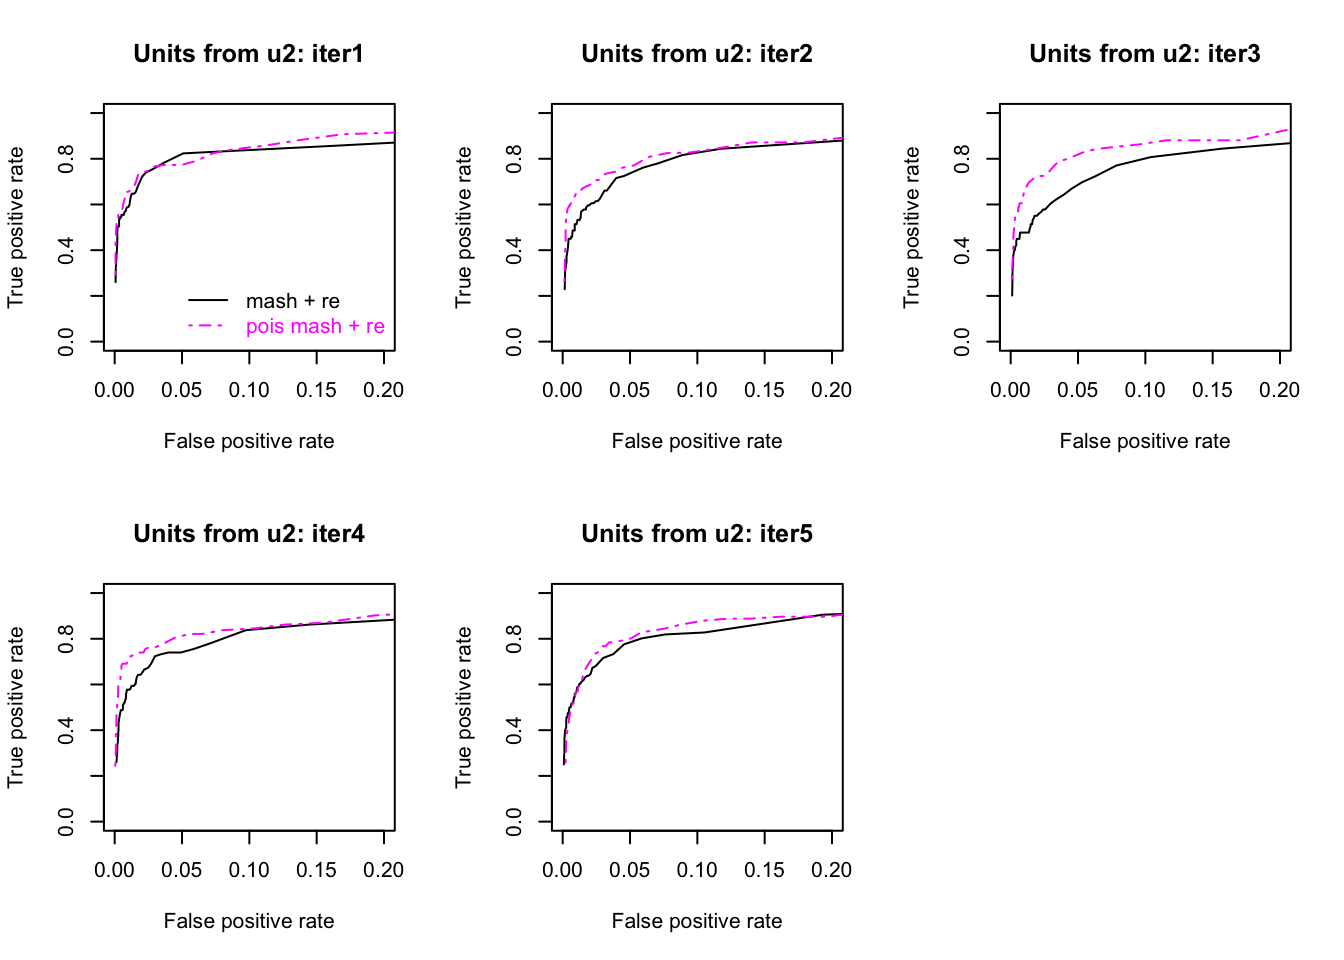 Units from u2: iter1
True positive rate
0.8
0.4
0.0
mash + re
pois mash + re
0.00 0.05 0.10 0.15 0.20
False positive rate
Units from u2: iter2
True positive rate
0.8
0.4
0.0
0.00 0.05 0.10 0.15 0.20
False positive rate
Units from u2: iter3
True positive rate
0.8
0.4
0.0
0.00 0.05 0.10 0.15 0.20
False positive rate
Units from u2: iter4
True positive rate
0.8
0.4
0.0
0.00 0.05 0.10 0.15 0.20
False positive rate
Units from u2: iter5
True positive rate
0.8
0.4
0.0
0.00 0.05 0.10 0.15 0.20
False positive rate